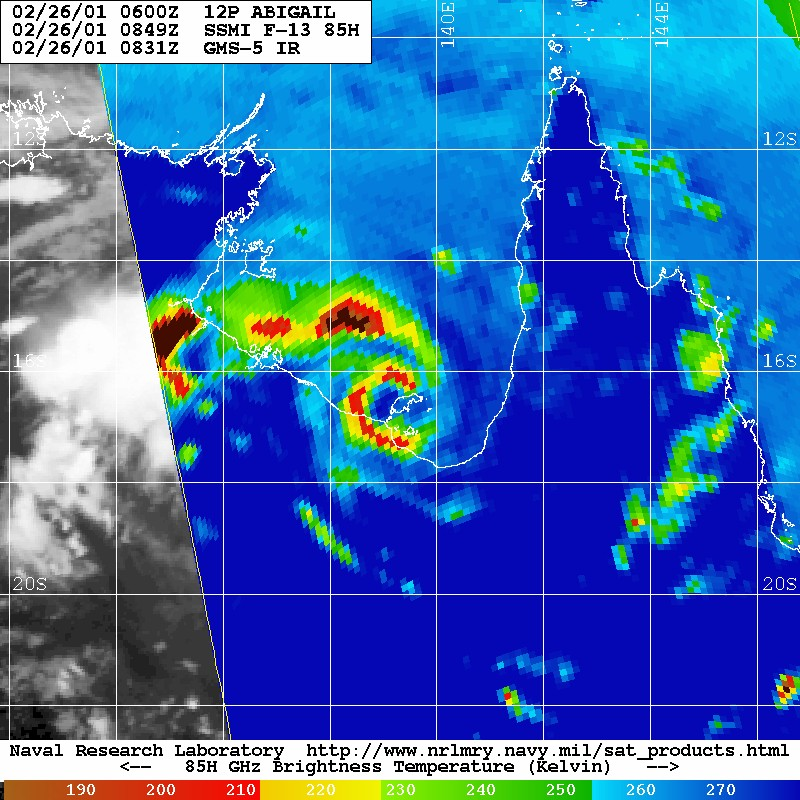 02/26/01 0600Z 12P ABIGAIL
02/26/01 0849Z SSMI F-13 85H
02/26/01 0831Z GMS-5 IR
140E 144E
12S 12S
16S 16S
20S 20S
Naval Research Laboratory http://www.nrlmry.navy.mil/sat_products.html
<-- 85H GHz Brightness Temperature (Kelvin) -->
190 200 210 220 230 240 250 260 270